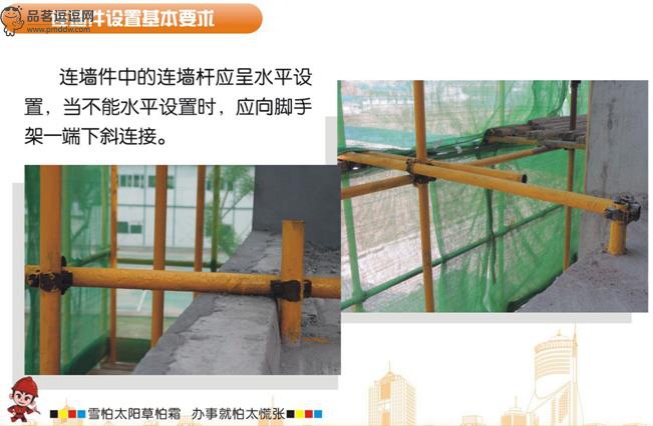 品茗逗逗网
www.pmddw.com
连墙件设置基本要求
连墙件中的连墙杆应呈水平设
置，当不能水平设置时，应向脚手
架一端下斜连接。
雪怕太阳草怕霜 办事就怕太慌张